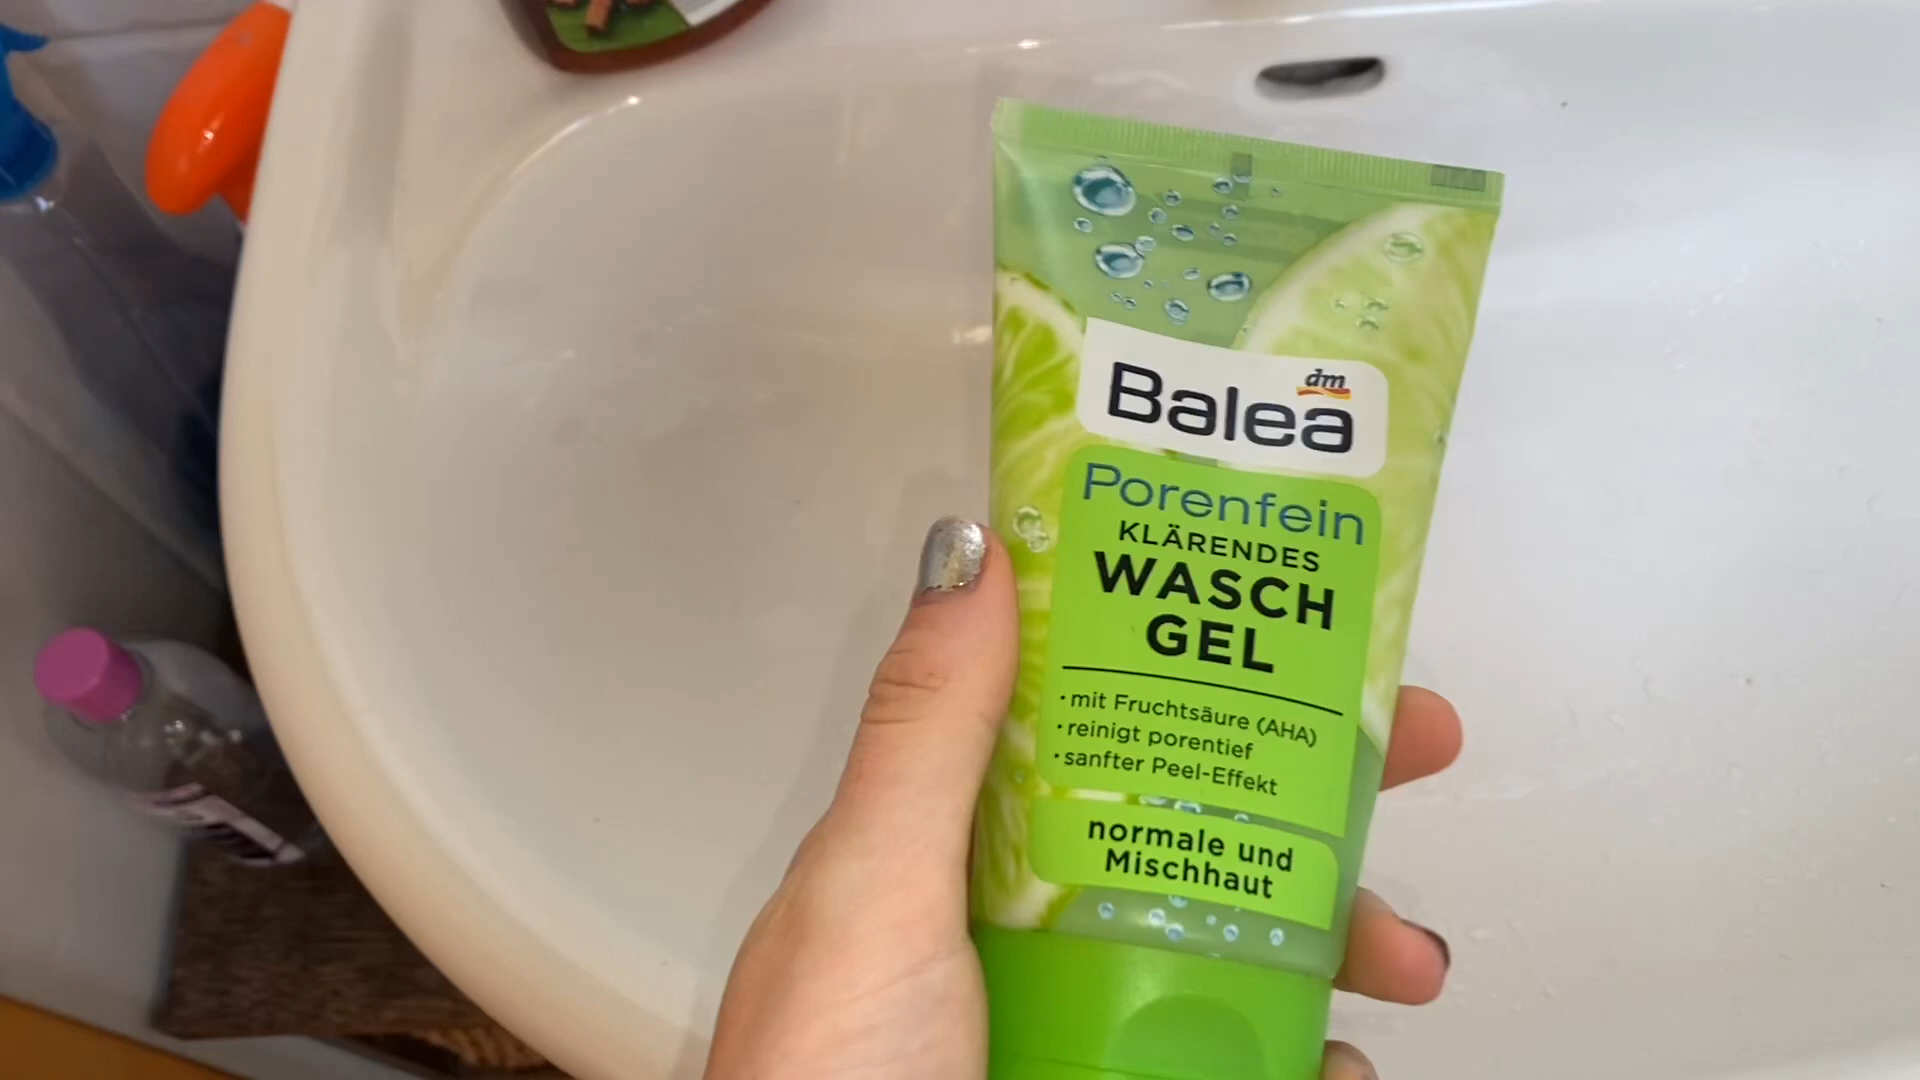 dm
Balea
Porenfein
KLÄRENDES
WASCH
GEL
• mit Fruchtsäure (AHA)
• reinigt porentief
• sanfter Peel-Effekt
normale und
Mischhaut